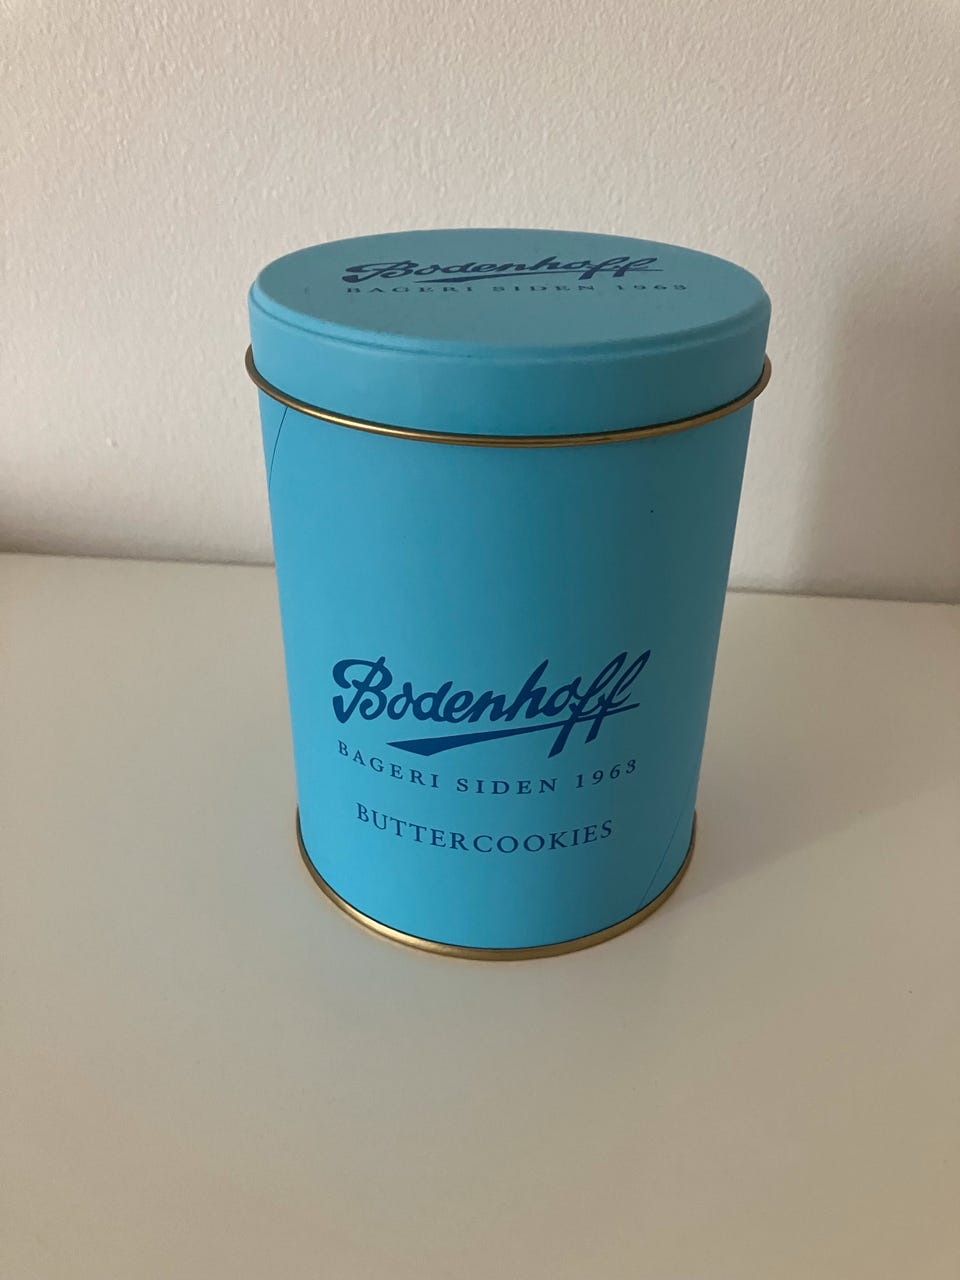 Bodenhoff
BAGERI SIDEN 1963
Bodenhoff
BAGERI SIDEN 1963
BUTTERCOOKIES